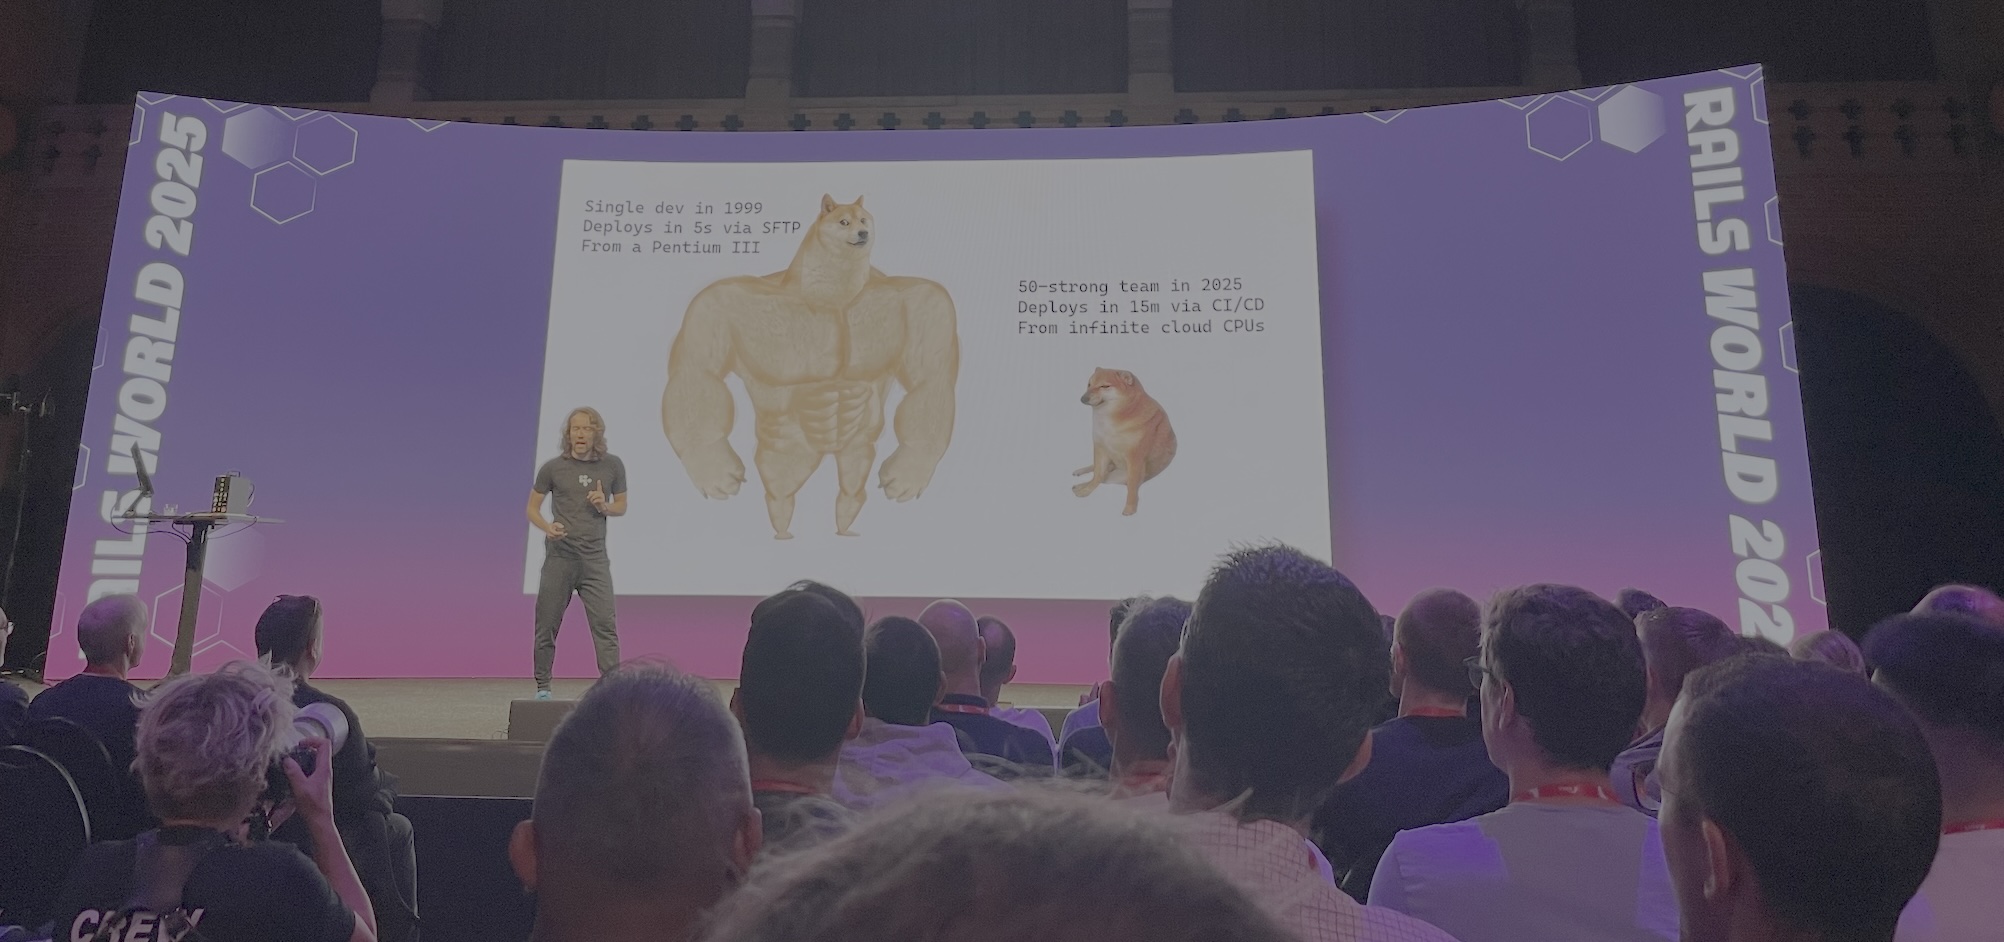 RAILS WORLD 2025
Single dev in 1999
Deploys in 5s via SFTP
From a Pentium III
50-strong team in 2025
Deploys in 15m via CI/CD
From infinite cloud CPUs
RAILS WORLD 202
CREW